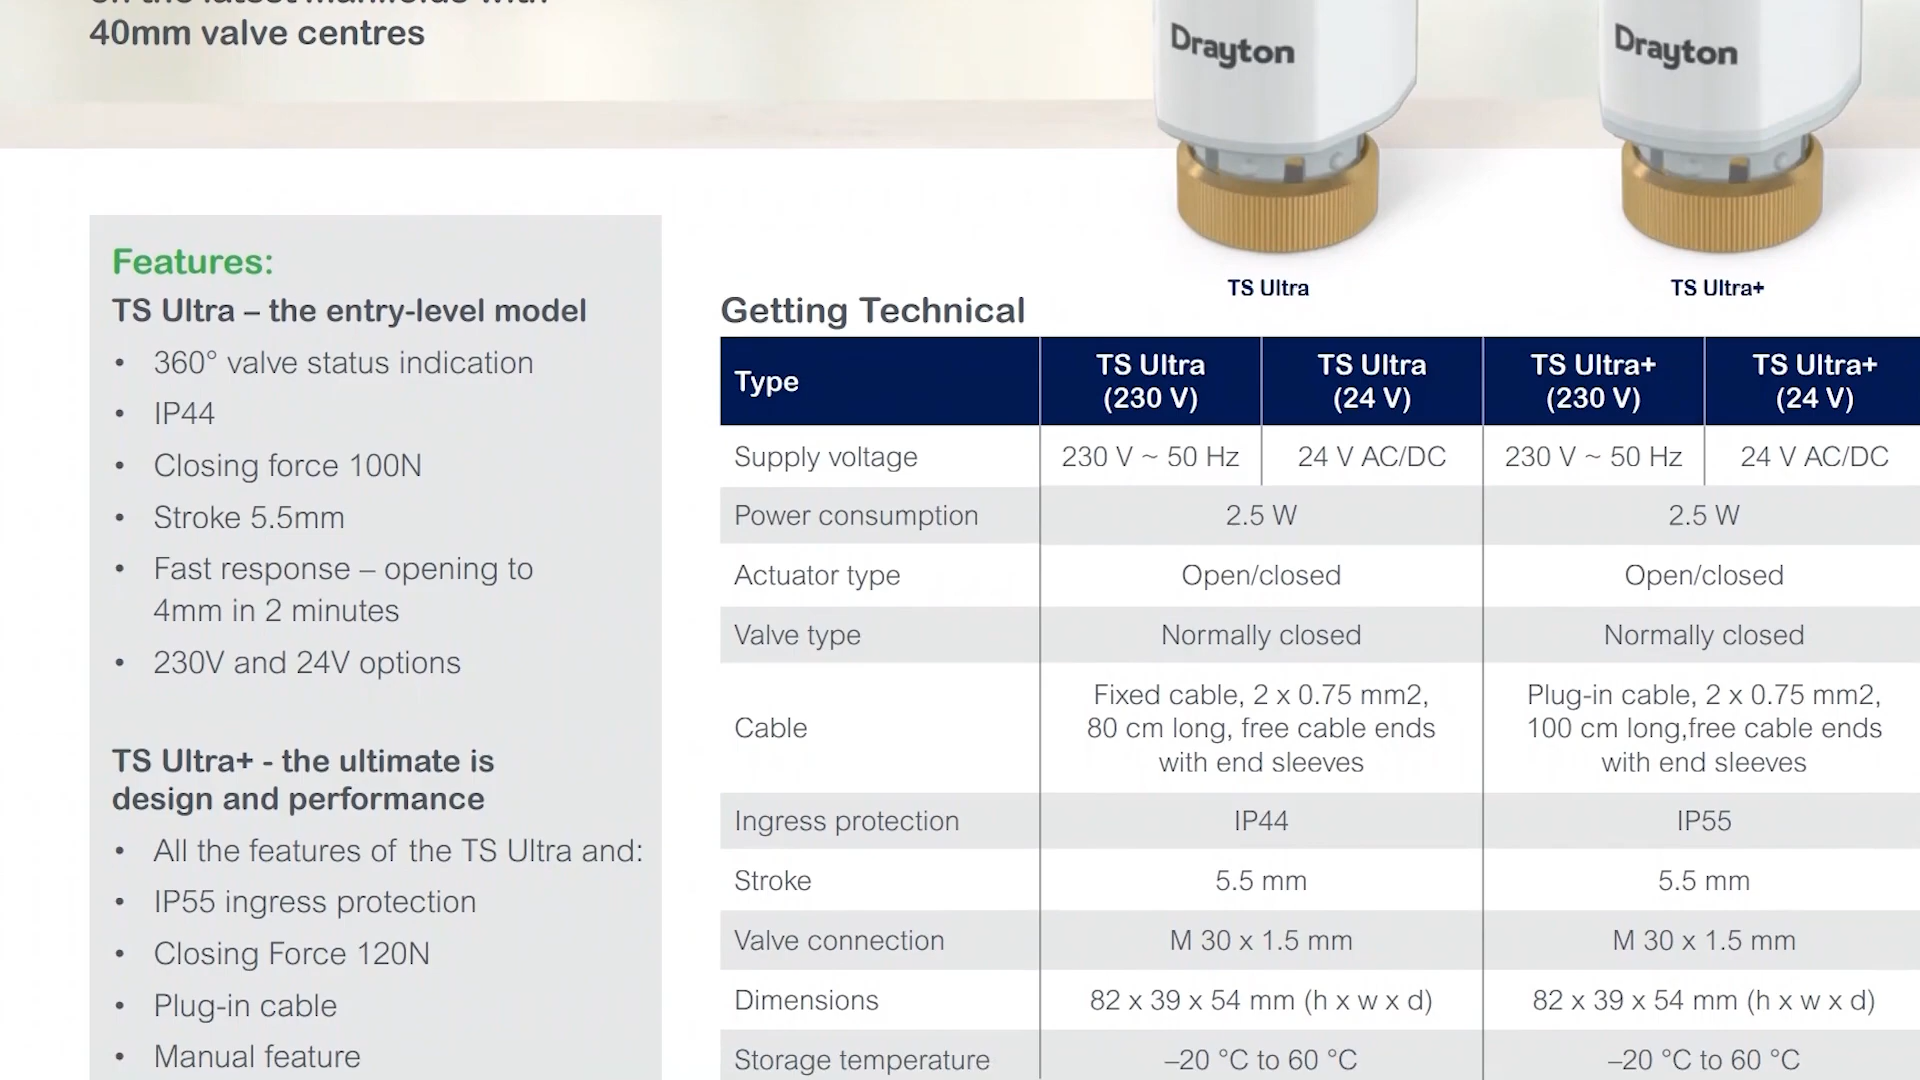 40mm valve centres
Drayton
Drayton
TS Ultra
TS Ultra+
Features:
TS Ultra – the entry-level model
• 360° valve status indication
• IP44
• Closing force 100N
• Stroke 5.5mm
• Fast response – opening to
4mm in 2 minutes
• 230V and 24V options
TS Ultra+ - the ultimate is
design and performance
• All the features of the TS Ultra and:
• IP55 ingress protection
• Closing Force 120N
• Plug-in cable
• Manual feature
Getting Technical
Type TS Ultra (230 V) TS Ultra (24 V) TS Ultra+ (230 V) TS Ultra+ (24 V)
Supply voltage 230 V ~ 50 Hz 24 V AC/DC 230 V ~ 50 Hz 24 V AC/DC
Power consumption 2.5 W 2.5 W
Actuator type Open/closed Open/closed
Valve type Normally closed Normally closed
Cable Fixed cable, 2 x 0.75 mm2, 80 cm long, free cable ends with end sleeves Plug-in cable, 2 x 0.75 mm2, 100 cm long,free cable ends with end sleeves
Ingress protection IP44 IP55
Stroke 5.5 mm 5.5 mm
Valve connection M 30 x 1.5 mm M 30 x 1.5 mm
Dimensions 82 x 39 x 54 mm (h x w x d) 82 x 39 x 54 mm (h x w x d)
Storage temperature –20 °C to 60 °C –20 °C to 60 °C